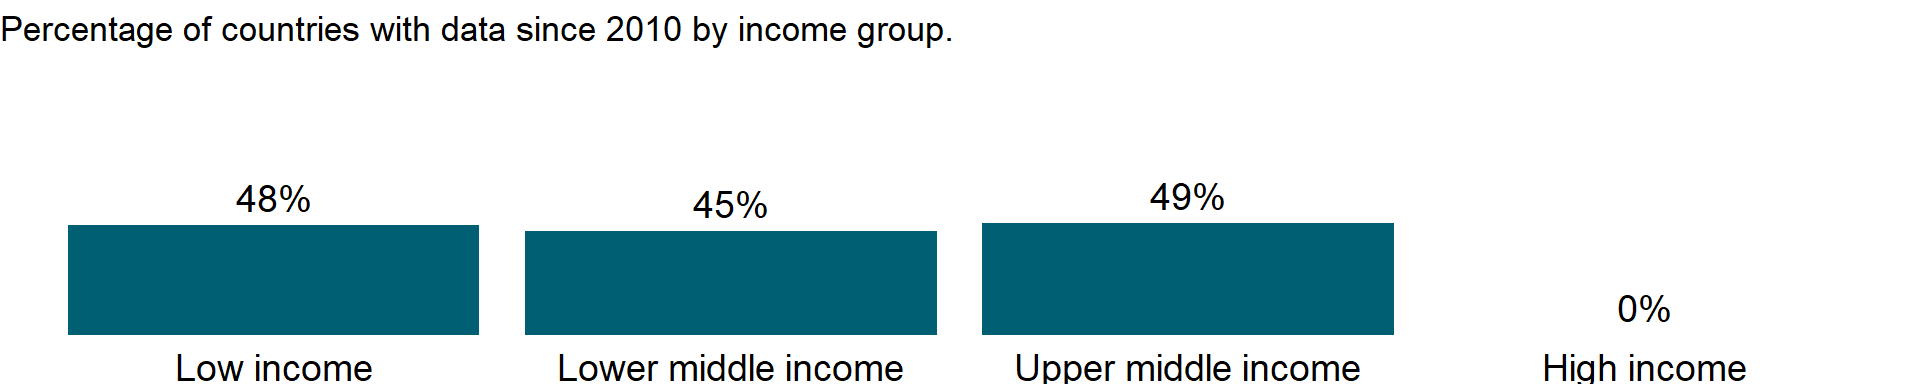 Percentage of countries with data since 2010 by income group.
48%
45%
49%
0%
Low income
Lower middle income
Upper middle income
High income